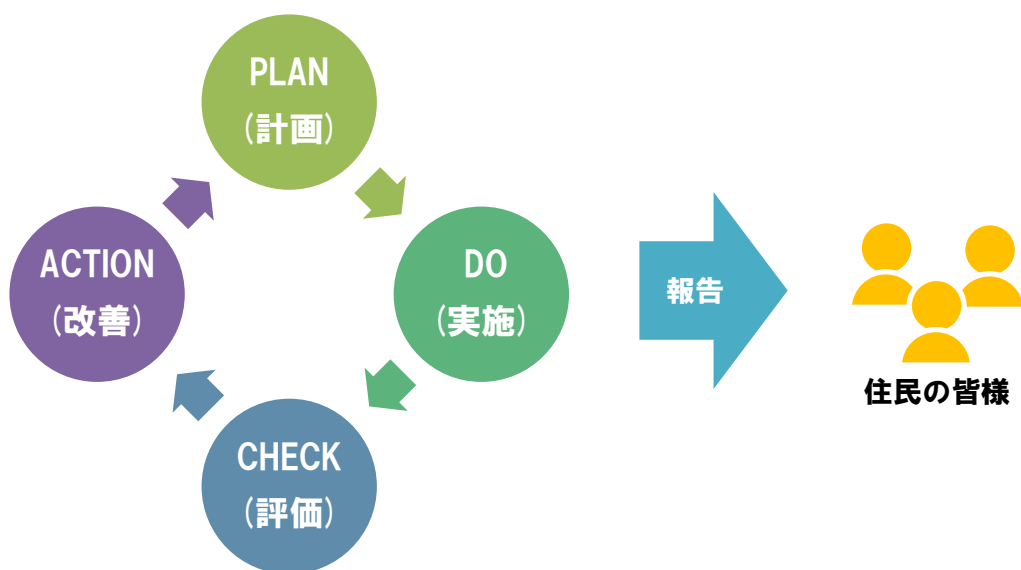 PLAN
(計画)
ACTION
(改善)
DO
(実施)
報告
住民の皆様
CHECK
(評価)